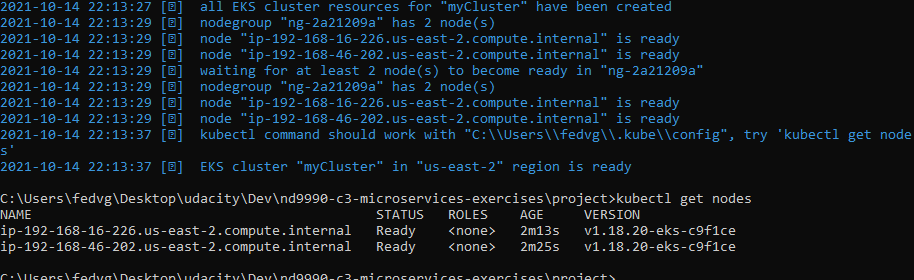 2021-10-14 22:13:27 [ℹ]  all EKS cluster resources for "myCluster" have been created
2021-10-14 22:13:29 [ℹ]  nodegroup "ng-2a21209a" has 2 node(s)
2021-10-14 22:13:29 [ℹ]  node "ip-192-168-16-226.us-east-2.compute.internal" is ready
2021-10-14 22:13:29 [ℹ]  node "ip-192-168-46-202.us-east-2.compute.internal" is ready
2021-10-14 22:13:29 [ℹ]  waiting for at least 2 node(s) to become ready in "ng-2a21209a"
2021-10-14 22:13:29 [ℹ]  nodegroup "ng-2a21209a" has 2 node(s)
2021-10-14 22:13:29 [ℹ]  node "ip-192-168-16-226.us-east-2.compute.internal" is ready
2021-10-14 22:13:29 [ℹ]  node "ip-192-168-46-202.us-east-2.compute.internal" is ready
2021-10-14 22:13:37 [ℹ]  kubectl command should work with "C:\\Users\\fedvg\\.kube\\config", try 'kubectl get node
s'
2021-10-14 22:13:37 [ℹ]  EKS cluster "myCluster" in "us-east-2" region is ready
C:\Users\fedvg\Desktop\udacity\Dev\nd9990-c3-microservices-exercises\project>kubectl get nodes
NAME                                           STATUS   ROLES    AGE     VERSION
ip-192-168-16-226.us-east-2.compute.internal   Ready    <none>   2m13s   v1.18.20-eks-c9f1ce
ip-192-168-46-202.us-east-2.compute.internal   Ready    <none>   2m25s   v1.18.20-eks-c9f1ce
C:\Users\fedvg\Desktop\udacity\Dev\nd9990-c3-microservices-exercises\project>